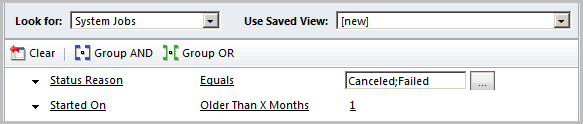 Look for: System Jobs Use Saved View: [new]
Clear Group AND Group OR
Status Reason Equals Canceled;Failed ...
Started On Older Than X Months 1